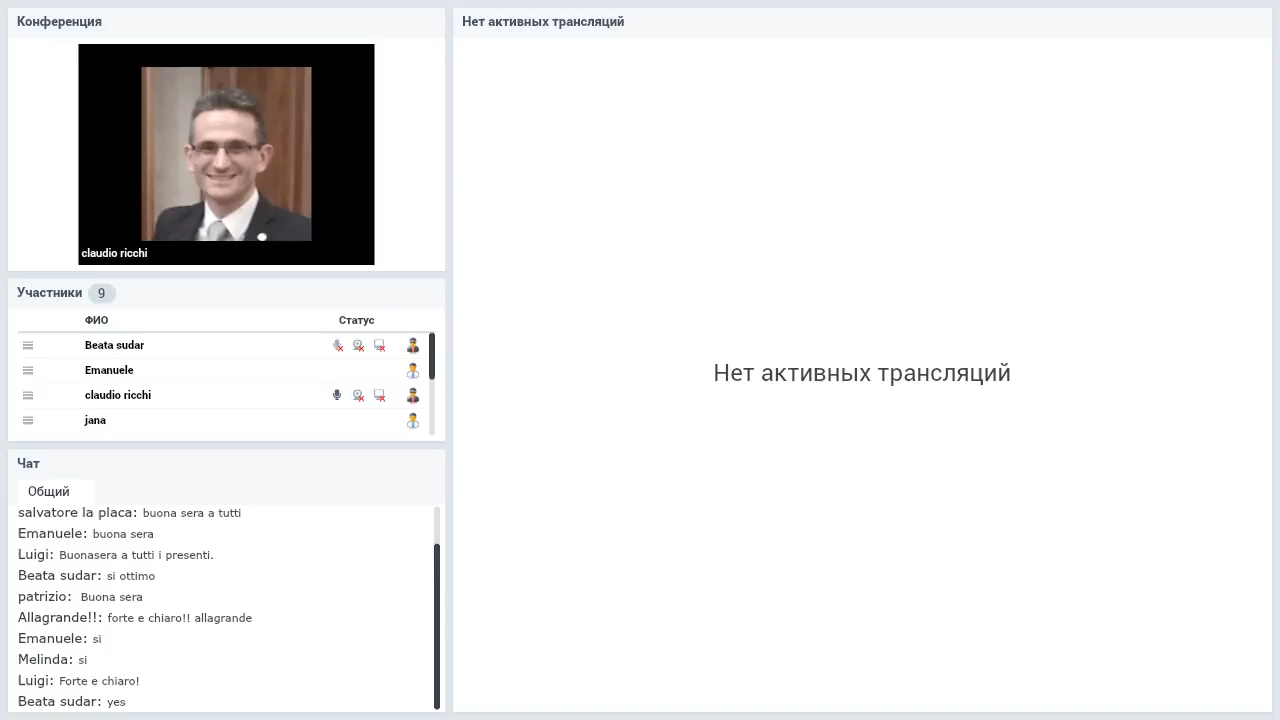 Конференция
claudio ricchi
Участники 9
ФИО Статус
Beata sudar
Emanuele
claudio ricchi
jana
Чат
Общий
salvatore la placa: buona sera a tutti
Emanuele: buona sera
Luigi: Buonasera a tutti i presenti.
Beata sudar: si ottimo
patrizio: Buona sera
Allagrande!!: forte e chiaro!! allagrande
Emanuele: si
Melinda: si
Luigi: Forte e chiaro!
Beata sudar: yes
Нет активных трансляций
Нет активных трансляций